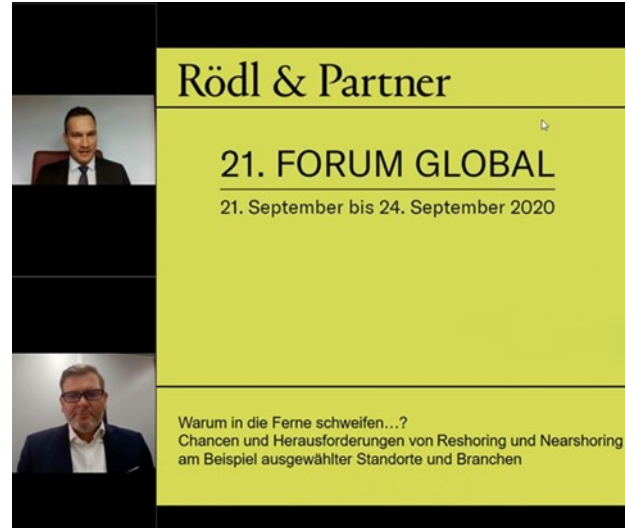 Rödl & Partner
21. FORUM GLOBAL
21. September bis 24. September 2020
Warum in die Ferne schweifen…?
Chancen und Herausforderungen von Reshoring und Nearshoring
am Beispiel ausgewählter Standorte und Branchen